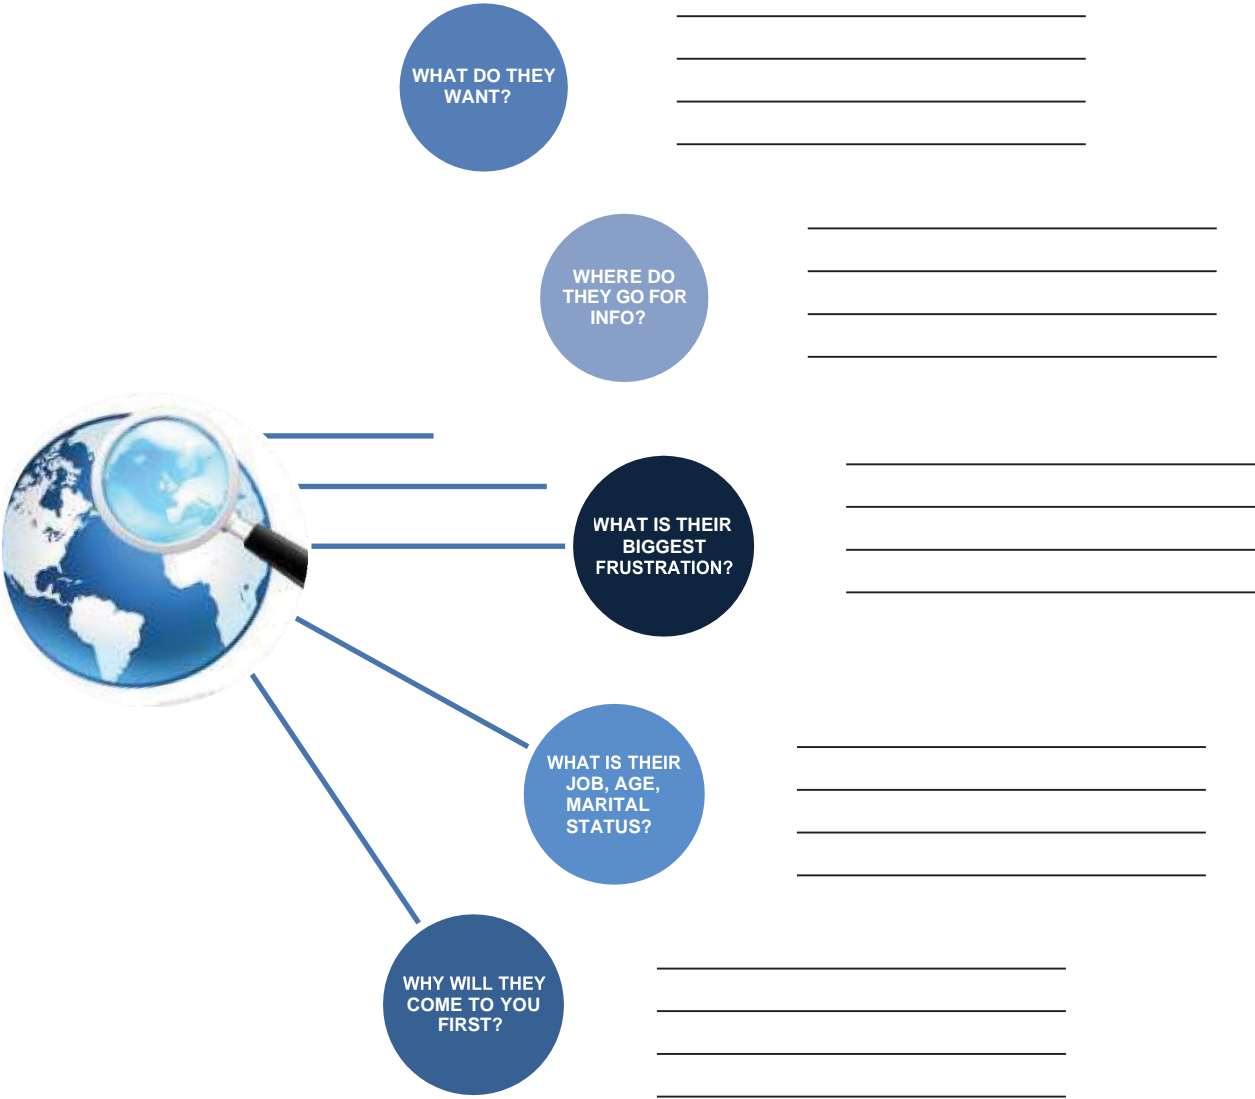 WHAT DO THEY
WANT?
WHERE DO
THEY GO FOR
INFO?
WHAT IS THEIR
BIGGEST
FRUSTRATION?
WHAT IS THEIR
JOB, AGE,
MARITAL
STATUS?
WHY WILL THEY
COME TO YOU
FIRST?